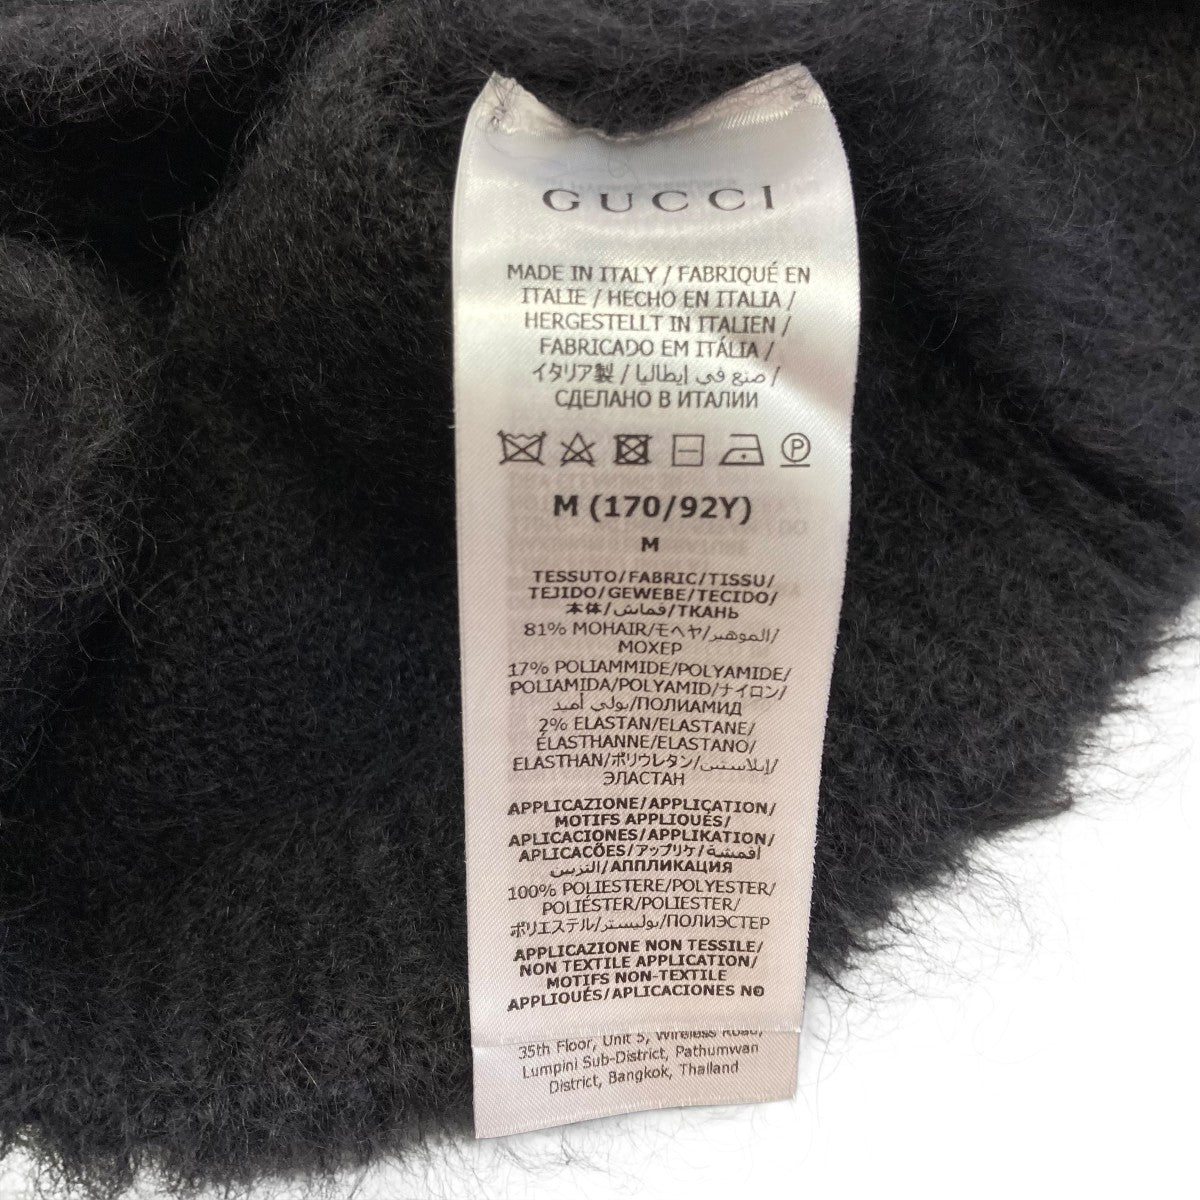 GUCCI
MADE IN ITALY / FABRIQUÉ EN
ITALIE / HECHO EN ITALIA /
HERGESTELLT IN ITALIEN /
FABRICADO EM ITÁLIA /
イタリア製 / صنع في إيطاليا /
СДЕЛАНО В ИТАЛИИ
P
M (170/92Y)
M
TESSUTO/FABRIC/TISSU/
TEJIDO/GEWEBE/TECIDO/
本体/قماش/ТКАНЬ
81% MOHAIR/モヘヤ/الموهير/
МОХЕР
17% POLIAMMIDE/POLYAMIDE/
POLIAMIDA/POLYAMID/ナイロン/
بولي أميد/ПОЛИАМИД
2% ELASTAN/ELASTANE/
ÉLASTHANNE/ELASTANO/
ELASTHAN/ポリウレタン/إيلاستين/
ЭЛАСТАН
APPLICAZIONE/APPLICATION/
MOTIFS APPLIQUÉS/
APLICACIONES/APPLIKATION/
APLICACÕES/アップリケ/أقمشة
التزيين/АППЛИКАЦИЯ
100% POLIESTERE/POLYESTER/
POLIÉSTER/POLIESTER/
ポリエステル/بوليستر/ПОЛИЭСТЕР
APPLICAZIONE NON TESSILE/
NON TEXTILE APPLICATION/
MOTIFS NON-TEXTILE
APPLIQUÉS/APLICACIONES NO
35th Floor, Unit 5, Wireless Road,
Lumpini Sub-District, Pathumwan
District, Bangkok, Thailand